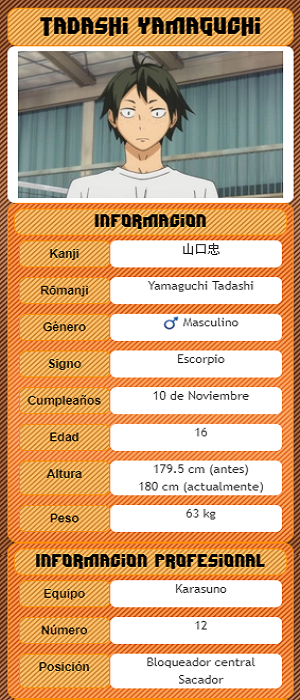 TADASHI YAMAGUCHI
INFORMACION
Kanji
山口忠
Rōmanji
Yamaguchi Tadashi
Género
Masculino
Signo
Escorpio
Cumpleaños
10 de Noviembre
Edad
16
Altura
179.5 cm (antes)
180 cm (actualmente)
Peso
63 kg
INFORMACION PROFESIONAL
Equipo
Karasuno
Número
12
Posición
Bloqueador central
Sacador